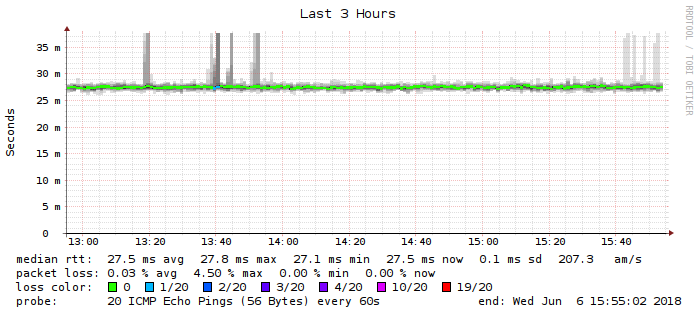 Last 3 Hours
RRDTOOL / TOBI OETIKER
Seconds
35 m
30 m
25 m
20 m
15 m
10 m
5 m
0
13:00 13:20 13:40 14:00 14:20 14:40 15:00 15:20 15:40
median rtt: 27.5 ms avg 27.8 ms max 27.1 ms min 27.5 ms now 0.1 ms sd 207.3 am/s
packet loss: 0.03 % avg 4.50 % max 0.00 % min 0.00 % now
loss color: 0 1/20 2/20 3/20 4/20 10/20 19/20
probe: 20 ICMP Echo Pings (56 Bytes) every 60s end: Wed Jun 6 15:55:02 2018